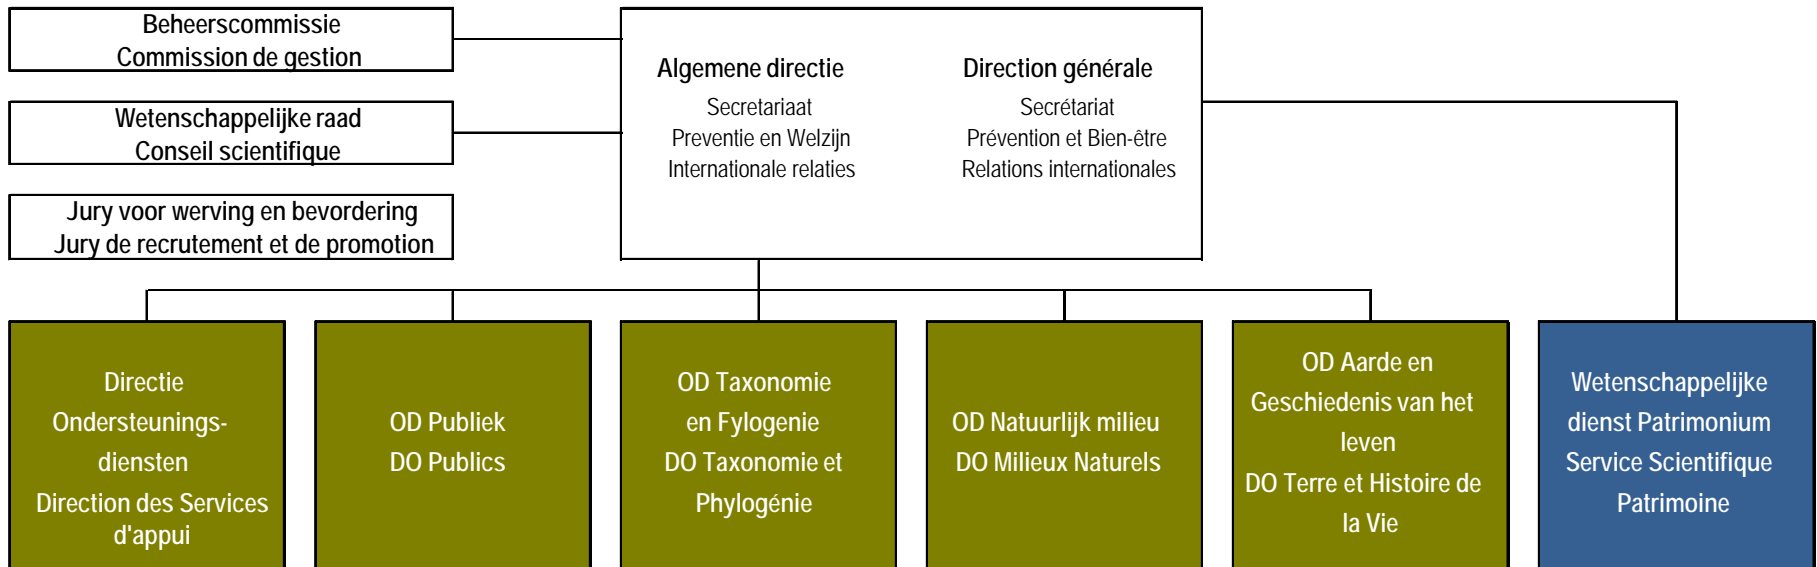 Beheerscommissie
Commission de gestion
Wetenschappelijke raad
Conseil scientifique
Jury voor werving en bevordering
Jury de recrutement et de promotion
Algemene directie
Secretariaat
Preventie en Welzijn
Internationale relaties
Direction générale
Secrétariat
Prévention et Bien-être
Relations internationales
Directie
Ondersteunings-
diensten
Direction des Services
d'appui
OD Publiek
DO Publics
OD Taxonomie
en Fylogenie
DO Taxonomie et
Phylogénie
OD Natuurlijk milieu
DO Milieux Naturels
OD Aarde en
Geschiedenis van het
leven
DO Terre et Histoire de
la Vie
Wetenschappelijke
dienst Patrimonium
Service Scientifique
Patrimoine